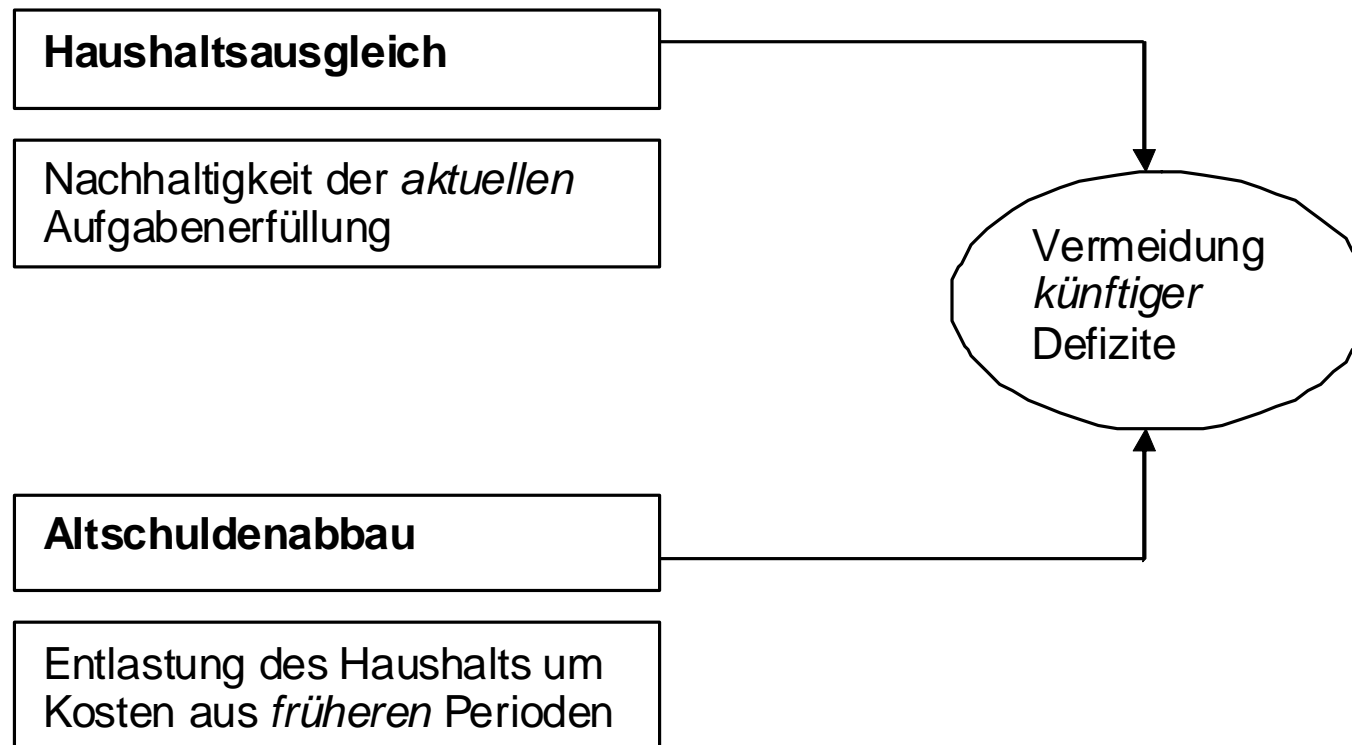 Haushaltsausgleich
Nachhaltigkeit der aktuellen
Aufgabenerfüllung
Vermeidung
künftiger
Defizite
Altschuldenabbau
Entlastung des Haushalts um
Kosten aus früheren Perioden